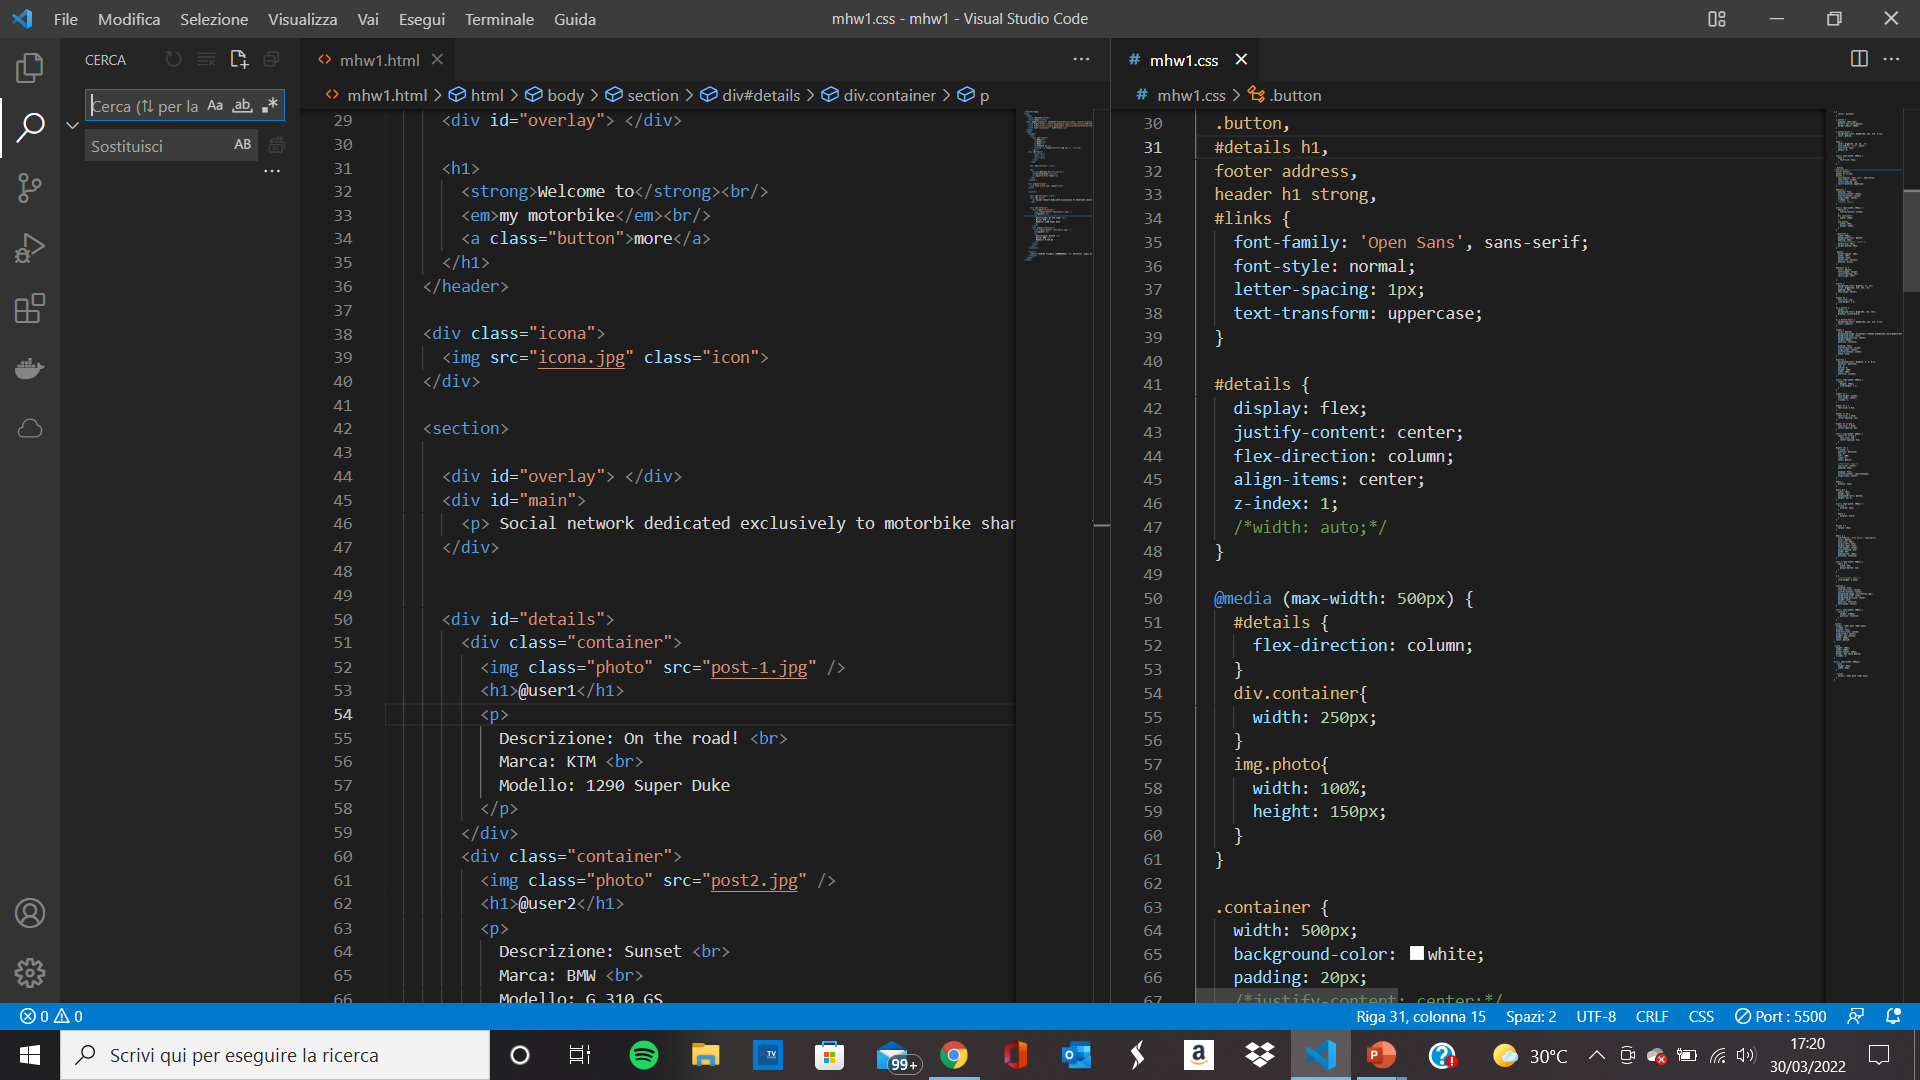 File Modifica Selezione Visualizza Vai Esegui Terminale Guida
mhw1.css - mhw1 - Visual Studio Code
CERCA
Cerca (⇅ per la Aa ab .*
Sostituisci AB
mhw1.html
mhw1.html > html > body > section > div#details > div.container > p
29 <div id="overlay"> </div>
30
31 <h1>
32 <strong>Welcome to</strong><br/>
33 <em>my motorbike</em><br/>
34 <a class="button">more</a>
35 </h1>
36 </header>
37
38 <div class="icona">
39 <img src="icona.jpg" class="icon">
40 </div>
41
42 <section>
43
44 <div id="overlay"> </div>
45 <div id="main">
46 <p> Social network dedicated exclusively to motorbike shar
47 </div>
48
49
50 <div id="details">
51 <div class="container">
52 <img class="photo" src="post-1.jpg" />
53 <h1>@user1</h1>
54 <p>
55 Descrizione: On the road! <br>
56 Marca: KTM <br>
57 Modello: 1290 Super Duke
58 </p>
59 </div>
60 <div class="container">
61 <img class="photo" src="post2.jpg" />
62 <h1>@user2</h1>
63 <p>
64 Descrizione: Sunset <br>
65 Marca: BMW <br>
66 Modello: G 310 GS
mhw1.css
mhw1.css > .button
30 .button,
31 #details h1,
32 footer address,
33 header h1 strong,
34 #links {
35 font-family: 'Open Sans', sans-serif;
36 font-style: normal;
37 letter-spacing: 1px;
38 text-transform: uppercase;
39 }
40
41 #details {
42 display: flex;
43 justify-content: center;
44 flex-direction: column;
45 align-items: center;
46 z-index: 1;
47 /*width: auto;*/
48 }
49
50 @media (max-width: 500px) {
51 #details {
52 flex-direction: column;
53 }
54 div.container{
55 width: 250px;
56 }
57 img.photo{
58 width: 100%;
59 height: 150px;
60 }
61 }
62
63 .container {
64 width: 500px;
65 background-color: white;
66 padding: 20px;
67 /*justify-content: center;*/
0 0
Riga 31, colonna 15 Spazi: 2 UTF-8 CRLF CSS Port : 5500
Scrivi qui per eseguire la ricerca
99+
30°C
17:20
30/03/2022